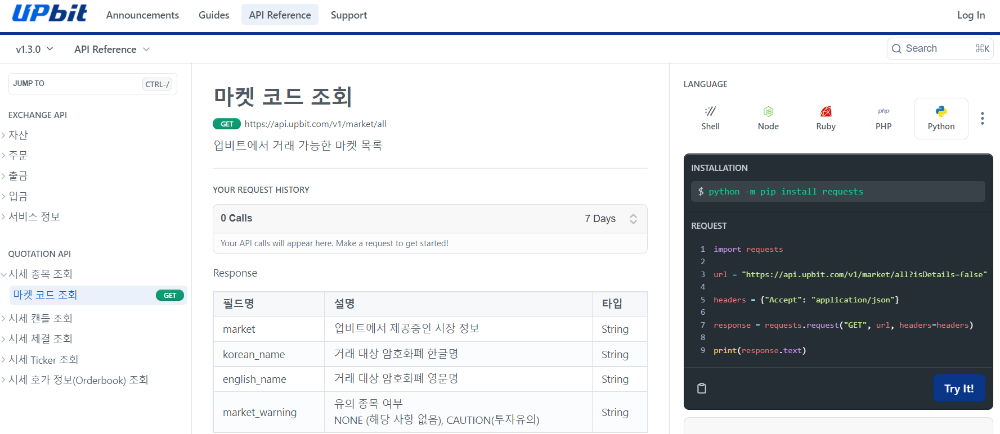 UPbit Announcements Guides API Reference Support Log In
v1.3.0 API Reference Search ⌘K
JUMP TO CTRL-/
EXCHANGE API
자산
주문
출금
입금
서비스 정보
QUOTATION API
시세 종목 조회
마켓 코드 조회 GET
시세 캔들 조회
시세 체결 조회
시세 Ticker 조회
시세 호가 정보(Orderbook) 조회
마켓 코드 조회
GET https://api.upbit.com/v1/market/all
업비트에서 거래 가능한 마켓 목록
YOUR REQUEST HISTORY
0 Calls 7 Days
Your API calls will appear here. Make a request to get started!
Response
필드명 설명 타입
market 업비트에서 제공중인 시장 정보 String
korean_name 거래 대상 암호화폐 한글명 String
english_name 거래 대상 암호화폐 영문명 String
market_warning 유의 종목 여부
NONE (해당 사항 없음), CAUTION(투자유의) String
LANGUAGE
JS php
Shell Node Ruby PHP Python
INSTALLATION
$ python -m pip install requests
REQUEST
1 import requests
2
3 url = "https://api.upbit.com/v1/market/all?isDetails=false"
4
5 headers = {"Accept": "application/json"}
6
7 response = requests.request("GET", url, headers=headers)
8
9 print(response.text)
Try It!